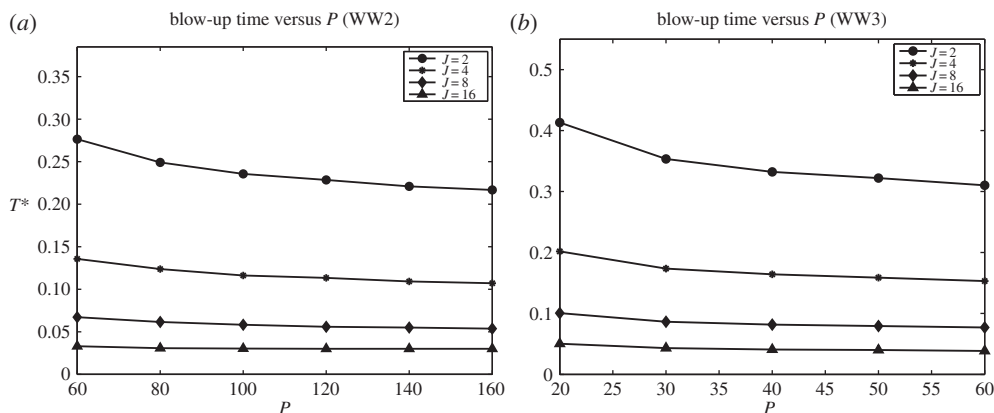 (a)
blow-up time versus P (WW2)
J = 2
J = 4
J = 8
J = 16
0.35
0.30
0.25
0.20
T*
0.15
0.10
0.05
0
60 80 100 120 140 160
P
(b)
blow-up time versus P (WW3)
J = 2
J = 4
J = 8
J = 16
0.5
0.4
0.3
0.2
0.1
0
20 25 30 35 40 45 50 55 60
P